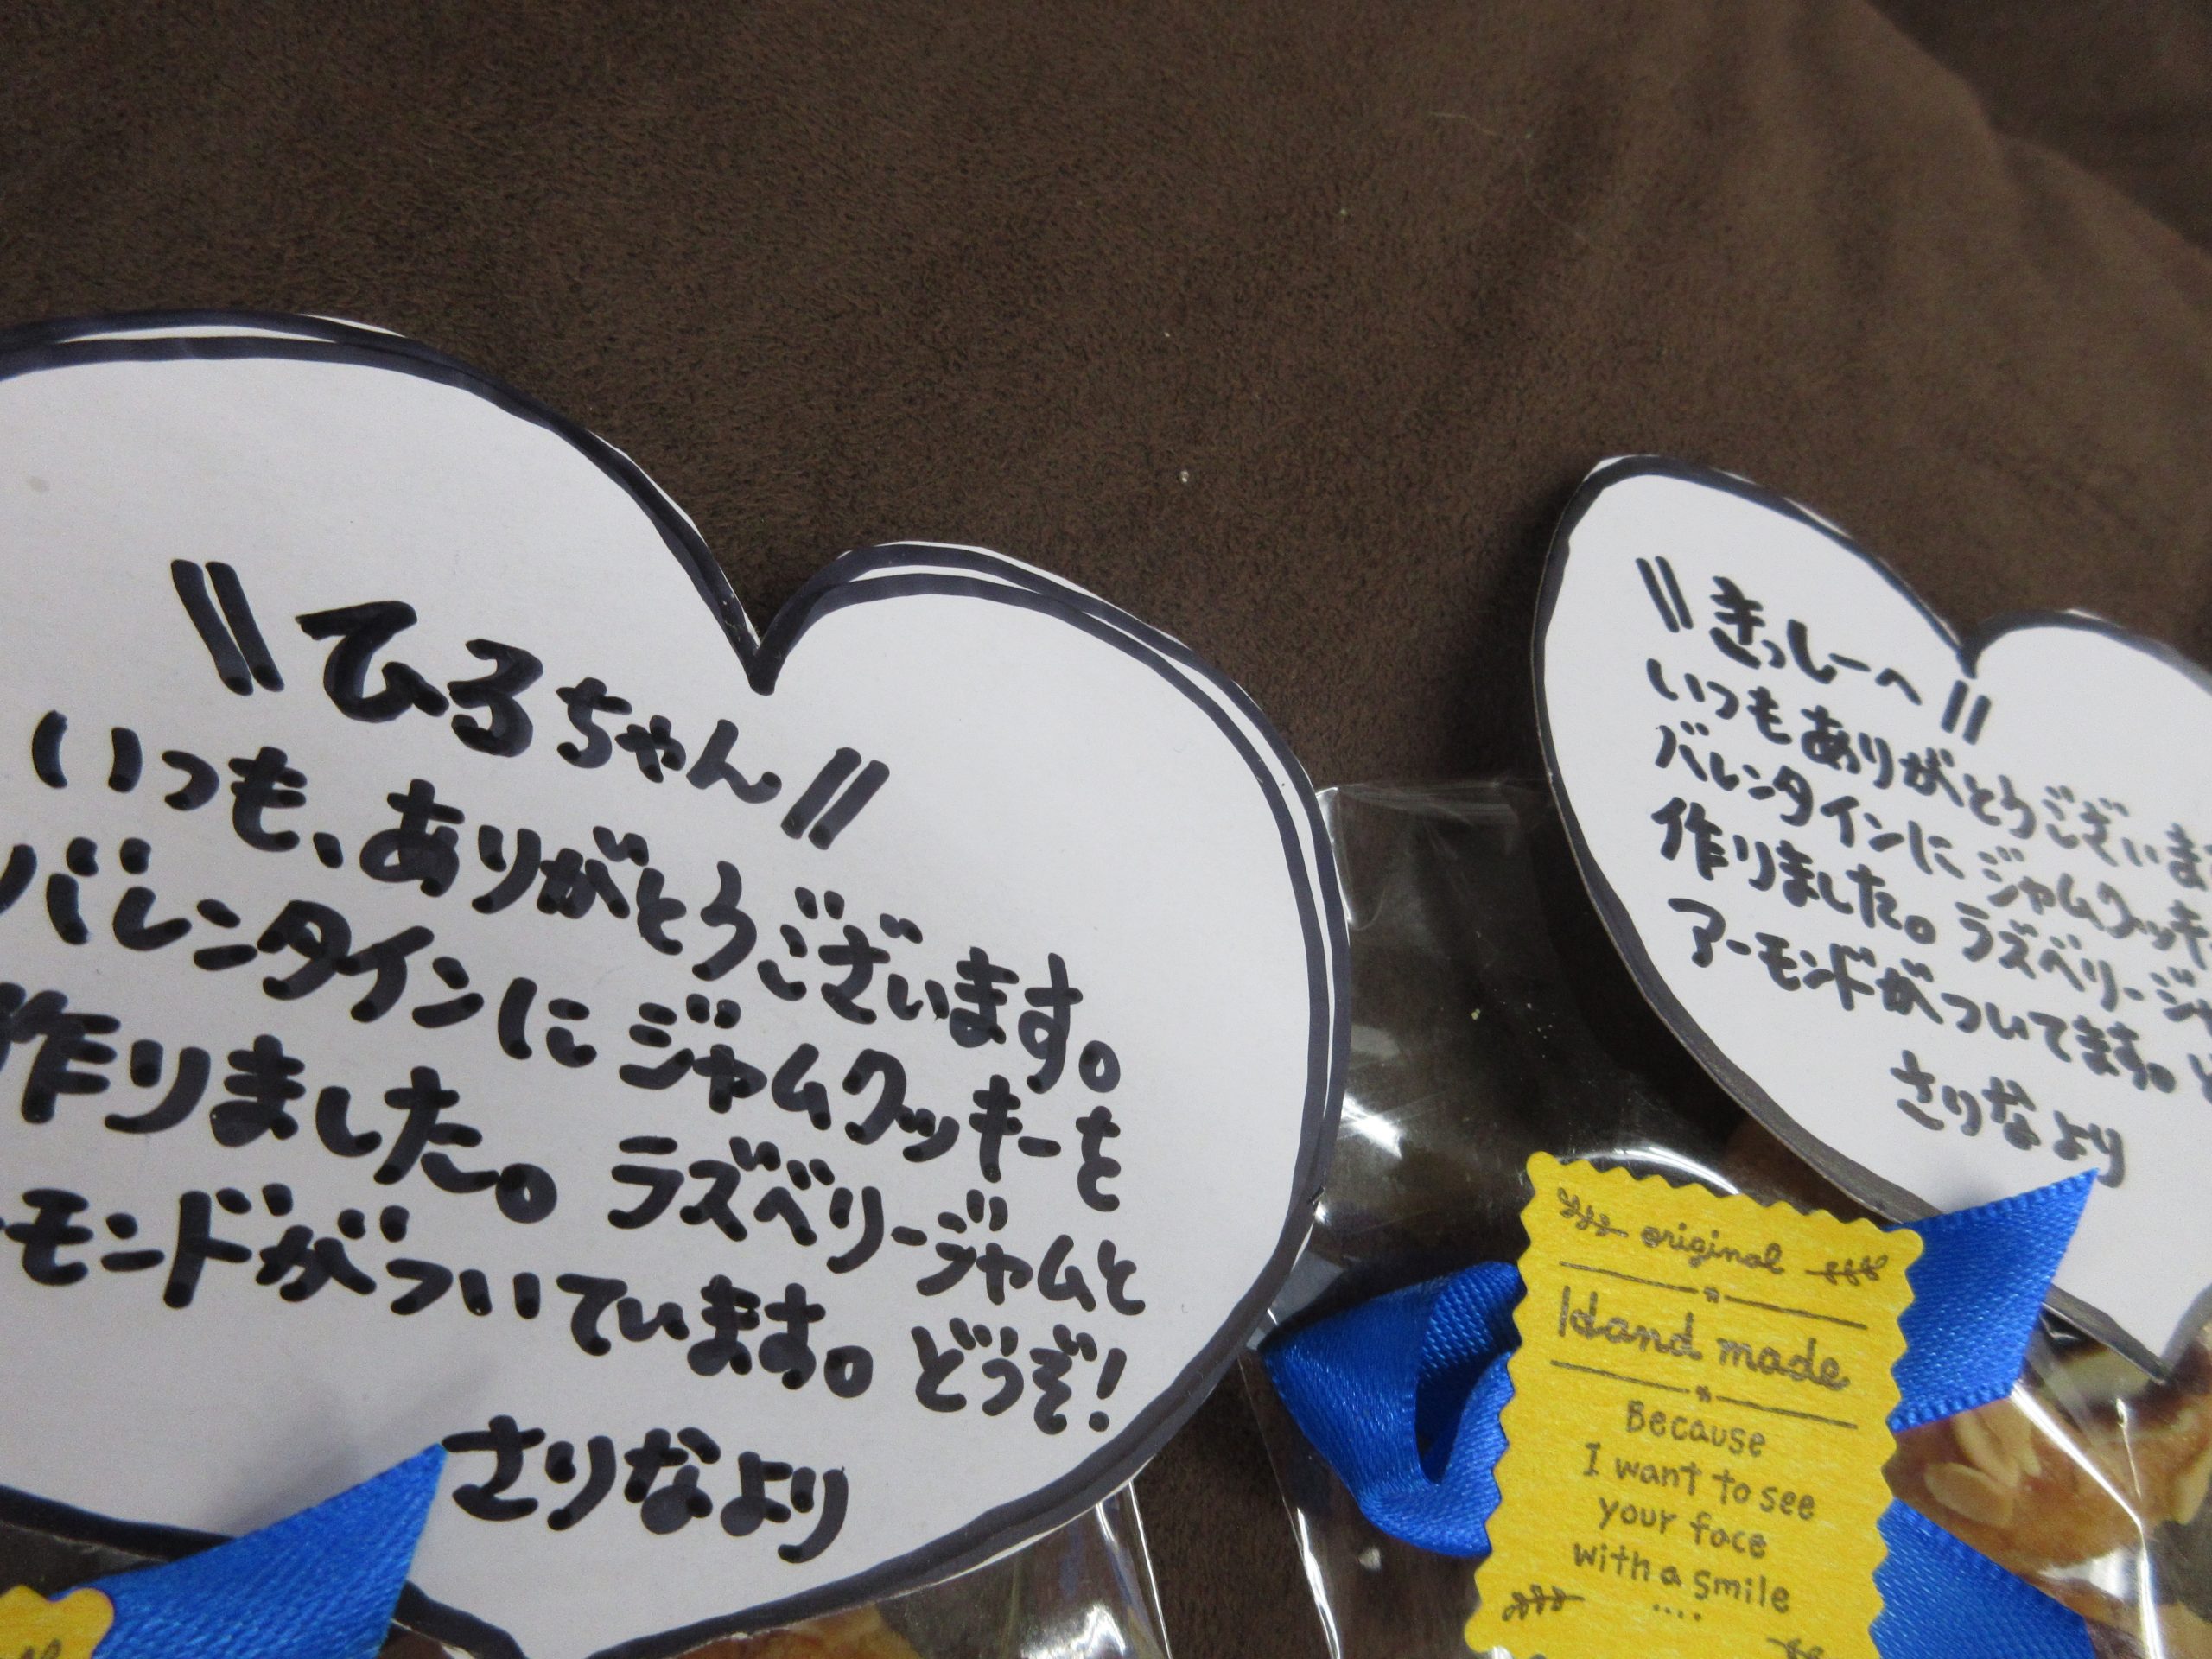 \\ ひろちゃん //
いつも、ありがとうございます。
バレンタインにジャムクッキーを
作りました。ラズベリージャムと
ーモンドがついています。どうぞ!
さりなより
\\ きっしーへ //
いつもありがとうございます
バレンタインにジャムクッキ
作りました。ラズベリージャ
アーモンドがついてます。ど
さりなより
original
Hand made
Because
I want to see
your face
with a smile
....